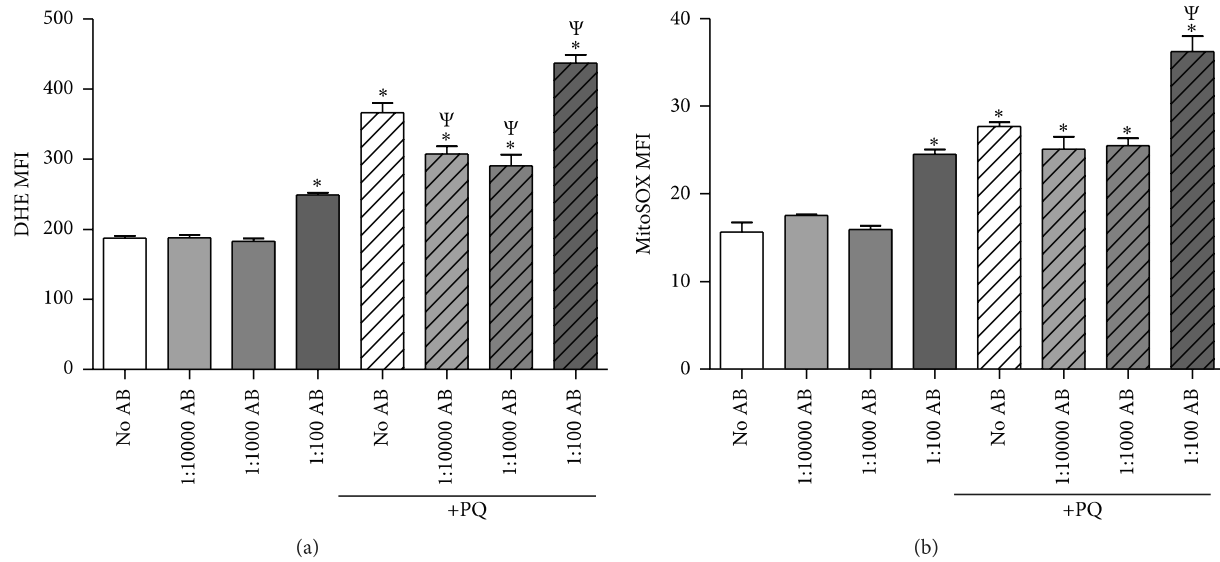 500
400
300
200
100
0
DHE MFI
*
*
Ψ
*
Ψ
*
Ψ
*
No AB
1:10000 AB
1:1000 AB
1:100 AB
No AB
1:10000 AB
1:1000 AB
1:100 AB
+PQ
(a)
40
30
20
10
0
MitoSOX MFI
*
*
*
*
Ψ
*
No AB
1:10000 AB
1:1000 AB
1:100 AB
No AB
1:10000 AB
1:1000 AB
1:100 AB
+PQ
(b)